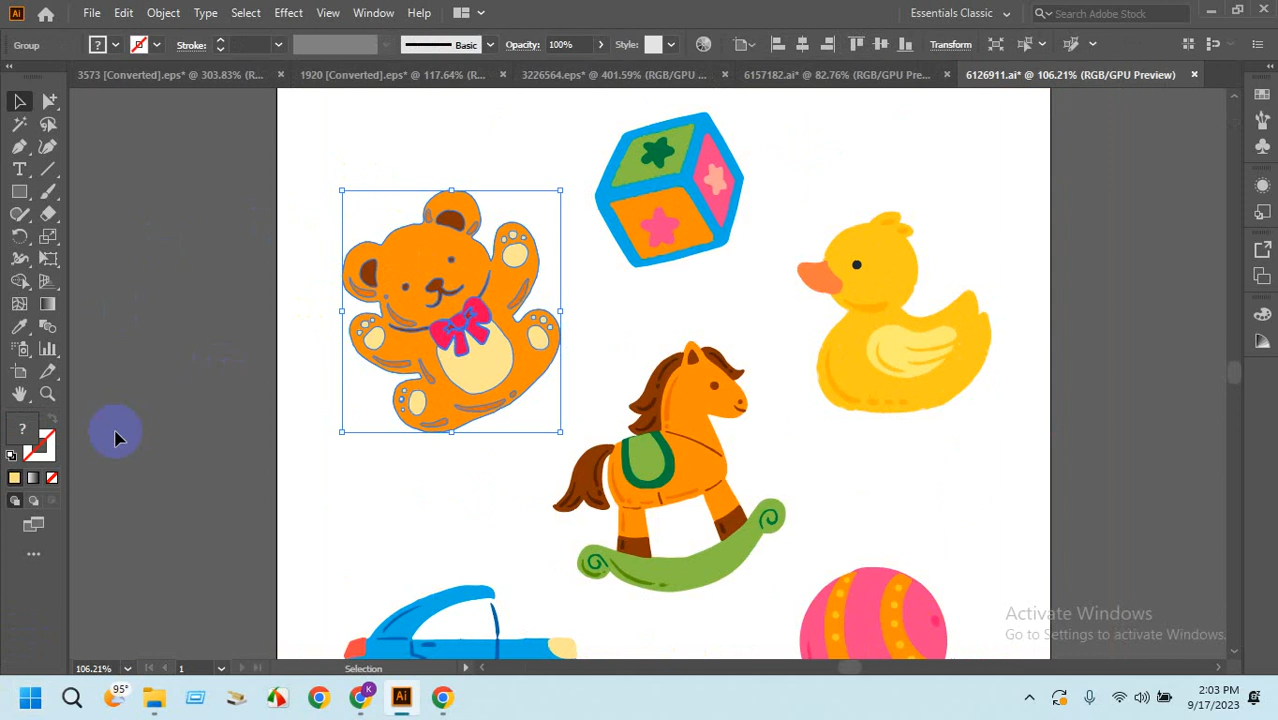 Ai File Edit Object Type Select Effect View Window Help Essentials Classic Search Adobe Stock
Group ? Stroke: Basic Opacity: 100% Style: Transform
3573 [Converted].eps* @ 303.83% (R... × 1920 [Converted].eps* @ 117.64% (R... × 3226564.eps* @ 401.59% (RGB/GPU ... × 6157182.ai* @ 82.76% (RGB/GPU Pre... × 6126911.ai* @ 106.21% (RGB/GPU Preview) ×
T
?
Activate Windows
Go to Settings to activate Windows.
106.21% 1 Selection
95° K Ai 2:03 PM
9/17/2023